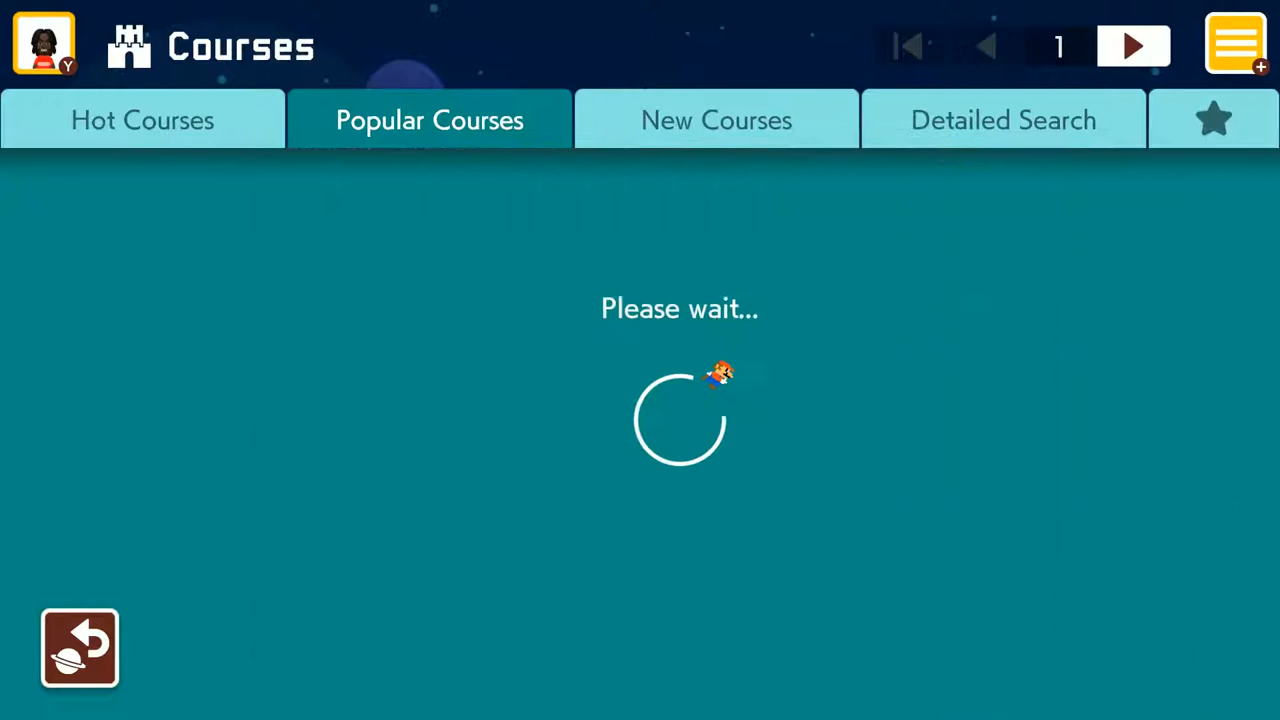 Y
Courses
1
+
Hot Courses
Popular Courses
New Courses
Detailed Search
Please wait...